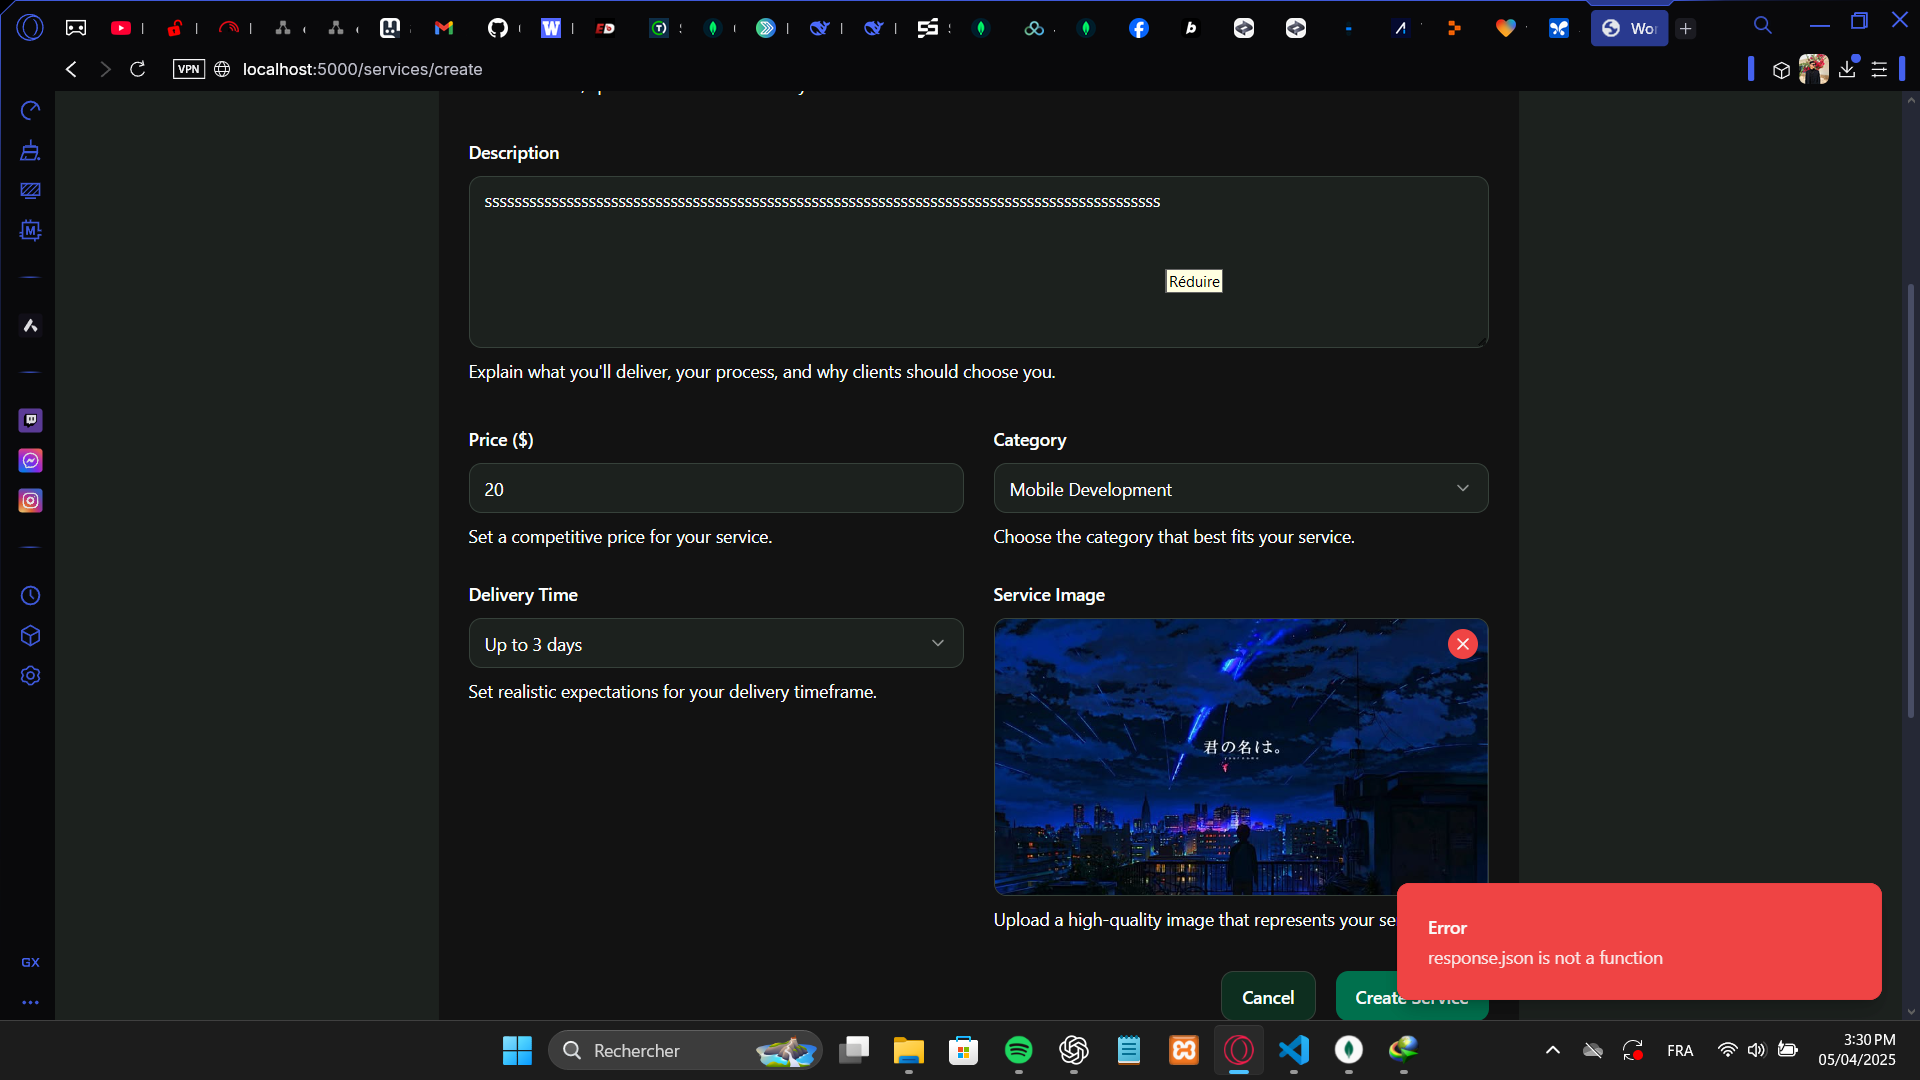 Wor
VPN
localhost:5000/services/create
Description
sssssssssssssssssssssssssssssssssssssssssssssssssssssssssssssssssssssssssssssssssssssssssssss
Réduire
Explain what you'll deliver, your process, and why clients should choose you.
Price ($)
Category
20
Mobile Development
Set a competitive price for your service.
Choose the category that best fits your service.
Delivery Time
Service Image
Up to 3 days
Set realistic expectations for your delivery timeframe.
君の名は。
Upload a high-quality image that represents your se
Error
response.json is not a function
Cancel
Create Service
GX
Rechercher
FRA
3:30 PM
05/04/2025